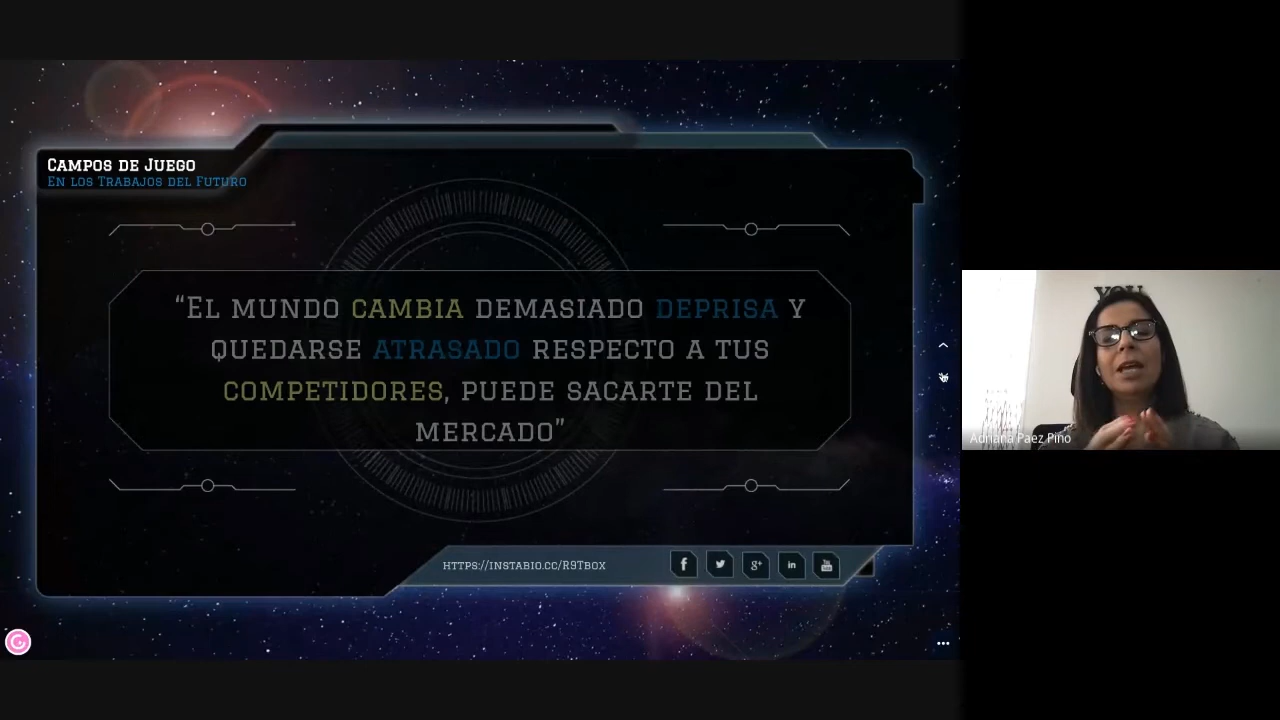 Campos de Juego
En los Trabajos del Futuro
“El mundo cambia demasiado deprisa y
quedarse atrasado respecto a tus
competidores, puede sacarte del
mercado”
https://instabio.cc/R9Tbox
YOU
Adriana Paez Pino